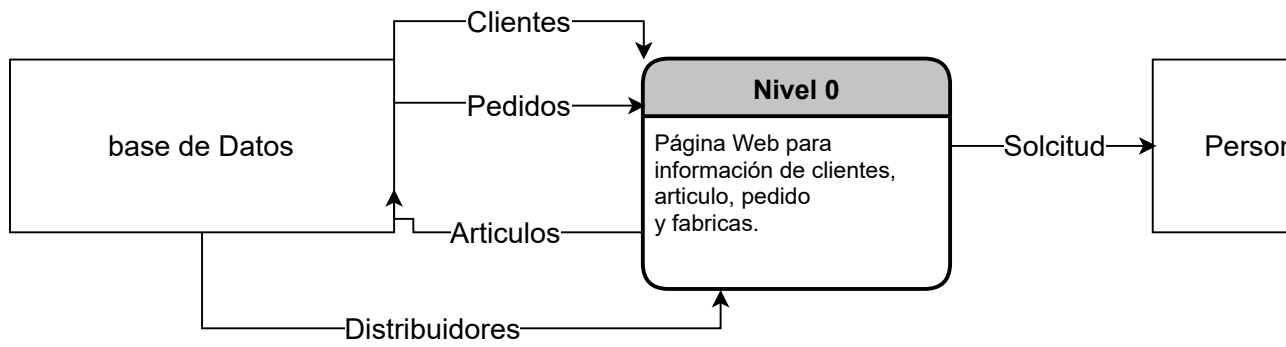 Clientes
Nivel 0
Pedidos
base de Datos
Página Web para
información de clientes,
articulo, pedido
y fabricas.
Solcitud
Articulos
Distribuidores